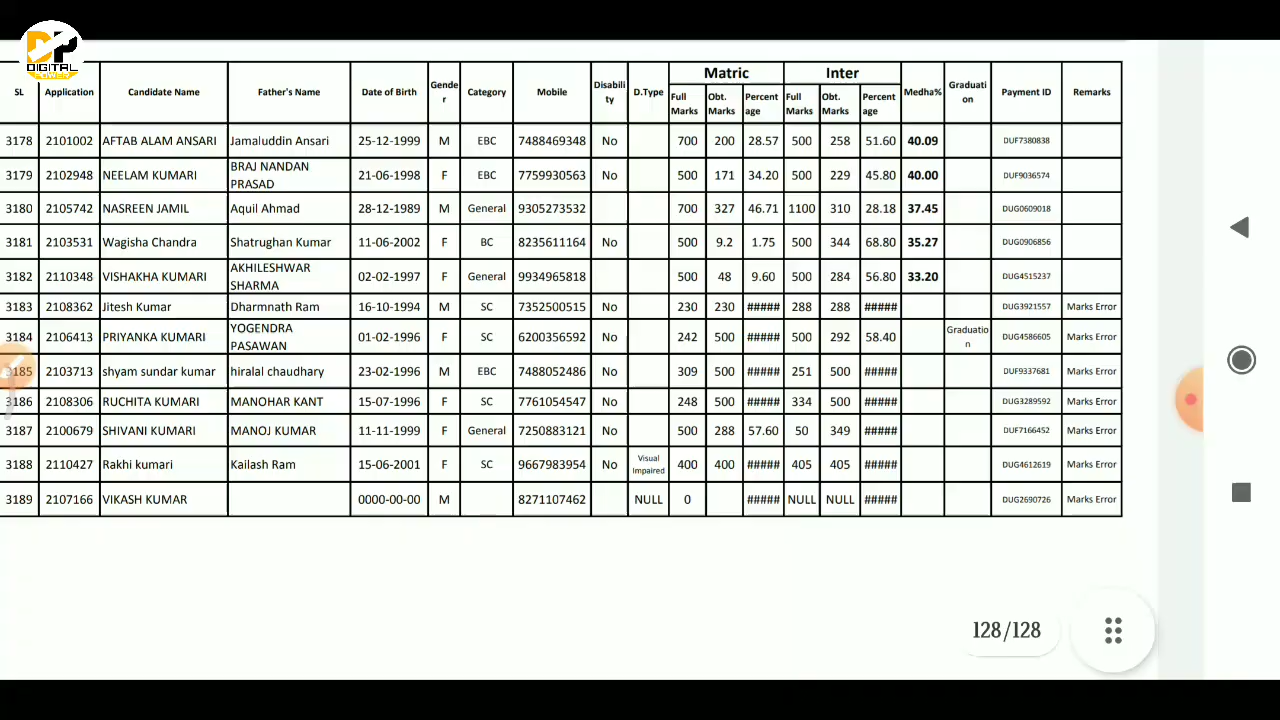 DP
DIGITAL
POWER
Matric Inter
SL Application Candidate Name Father's Name Date of Birth Gender Category Mobile Disability D.Type Full Marks Obt. Marks Percentage Full Marks Obt. Marks Percentage Medha% Graduation Payment ID Remarks
3178 2101002 AFTAB ALAM ANSARI Jamaluddin Ansari 25-12-1999 M EBC 7488469348 No 700 200 28.57 500 258 51.60 40.09 DUF7380838
3179 2102948 NEELAM KUMARI BRAJ NANDAN PRASAD 21-06-1998 F EBC 7759930563 No 500 171 34.20 500 229 45.80 40.00 DUF9036574
3180 2105742 NASREEN JAMIL Aquil Ahmad 28-12-1989 M General 9305273532 700 327 46.71 1100 310 28.18 37.45 DUG0609018
3181 2103531 Wagisha Chandra Shatrughan Kumar 11-06-2002 F BC 8235611164 No 500 9.2 1.75 500 344 68.80 35.27 DUG0906856
3182 2110348 VISHAKHA KUMARI AKHILESHWAR SHARMA 02-02-1997 F General 9934965818 No 500 48 9.60 500 284 56.80 33.20 DUG4515237
3183 2108362 Jitesh Kumar Dharmnath Ram 16-10-1994 M SC 7352500515 No 230 230 ##### 288 288 ##### DUG3921557 Marks Error
3184 2106413 PRIYANKA KUMARI YOGENDRA PASAWAN 01-02-1996 F SC 6200356592 No 242 500 ##### 500 292 58.40 Graduation DUG4586605 Marks Error
3185 2103713 shyam sundar kumar hiralal chaudhary 23-02-1996 M EBC 7488052486 No 309 500 ##### 251 500 ##### DUF9337681 Marks Error
3186 2108306 RUCHITA KUMARI MANOHAR KANT 15-07-1996 F SC 7761054547 No 248 500 ##### 334 500 ##### DUG3289592 Marks Error
3187 2100679 SHIVANI KUMARI MANOJ KUMAR 11-11-1999 F General 7250883121 No 500 288 57.60 50 349 ##### DUF7166452 Marks Error
3188 2110427 Rakhi kumari Kailash Ram 15-06-2001 F SC 9667983954 No Visual Impaired 400 400 ##### 405 405 ##### DUG4612619 Marks Error
3189 2107166 VIKASH KUMAR 0000-00-00 M 8271107462 NULL 0 ##### NULL NULL ##### DUG2690726 Marks Error
128/128